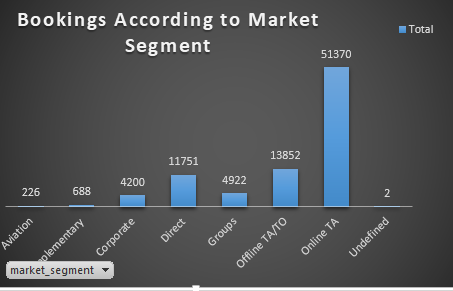 Bookings According to Market
Segment
Total
51370
13852
11751
4922
4200
688
226
2
Aviation
mplementary
Corporate
Direct
Groups
Offline TA/TO
Online TA
Undefined
market_segment